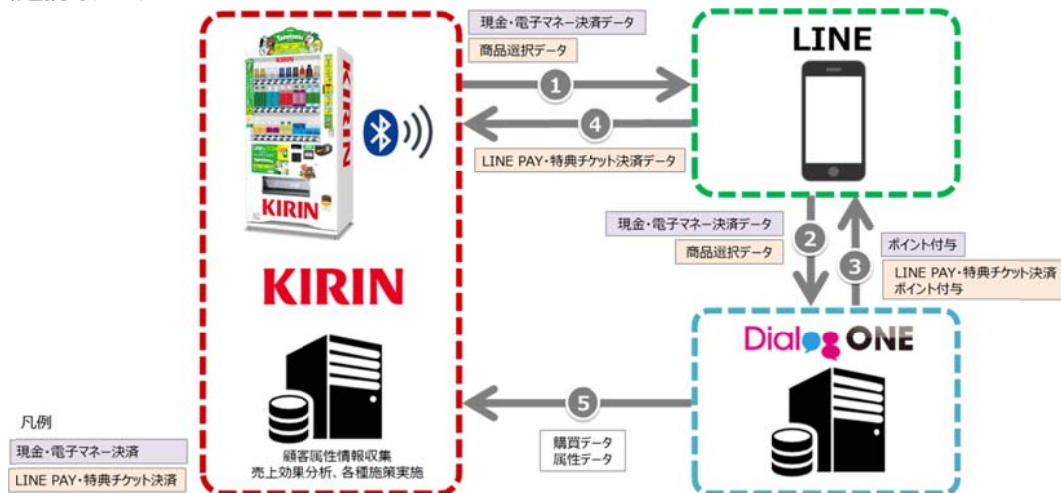 現金・電子マネー決済データ
商品選択データ
1
4
LINE PAY・特典チケット決済データ
LINE
KIRIN
KIRIN
KIRIN
現金・電子マネー決済データ
商品選択データ
2
3
ポイント付与
LINE PAY・特典チケット決済
ポイント付与
Dialog ONE
5
購買データ
属性データ
顧客属性情報収集
売上効果分析、各種施策実施
凡例
現金・電子マネー決済
LINE PAY・特典チケット決済